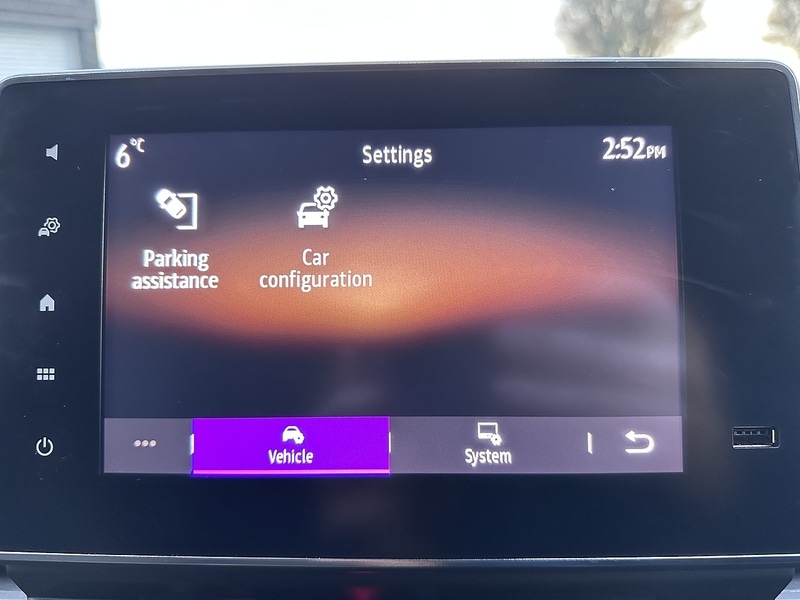 6°C
Settings
2:52PM
Parking
assistance
Car
configuration
Vehicle
System